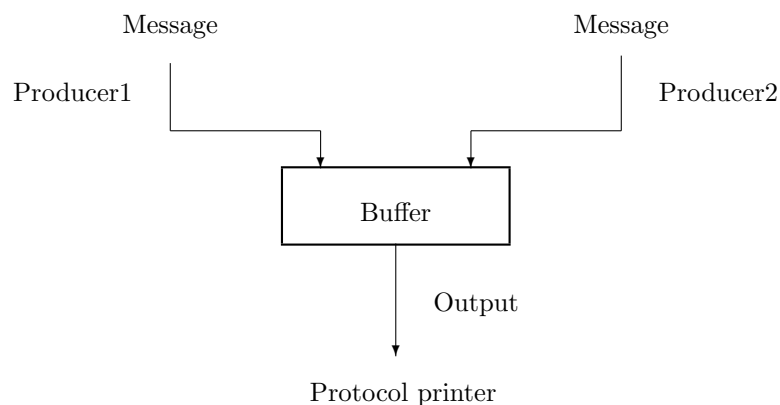 Message
Message
Producer1
Producer2
Buffer
Output
Protocol printer